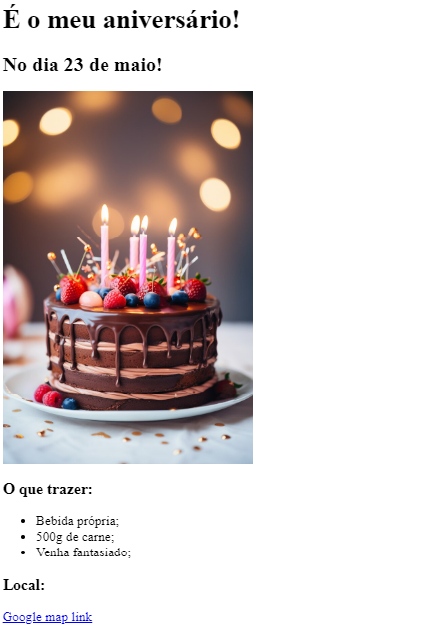 É o meu aniversário!
No dia 23 de maio!
O que trazer:
Bebida própria;
500g de carne;
Venha fantasiado;
Local:
Google map link